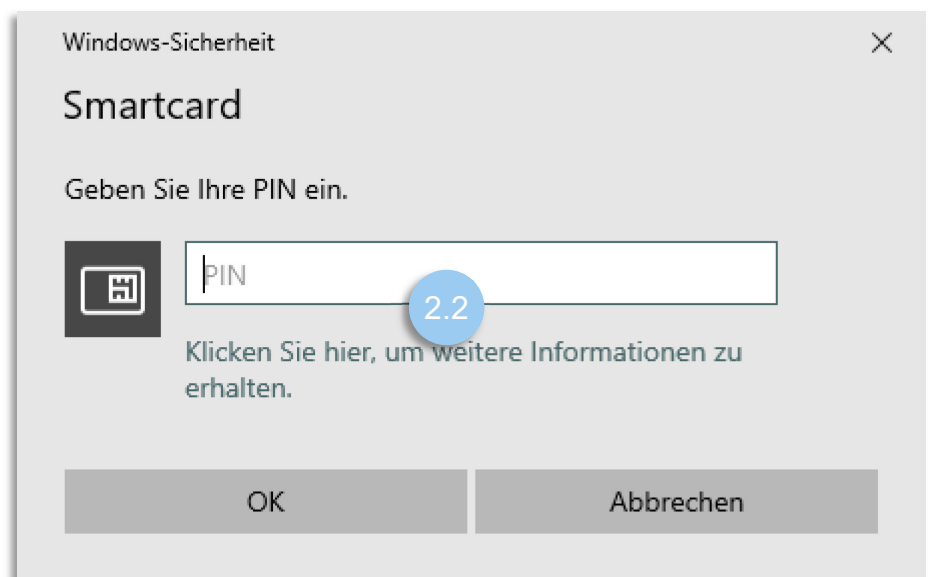 Windows-Sicherheit
Smartcard
Geben Sie Ihre PIN ein.
PIN
2.2
Klicken Sie hier, um weitere Informationen zu
erhalten.
OK
Abbrechen